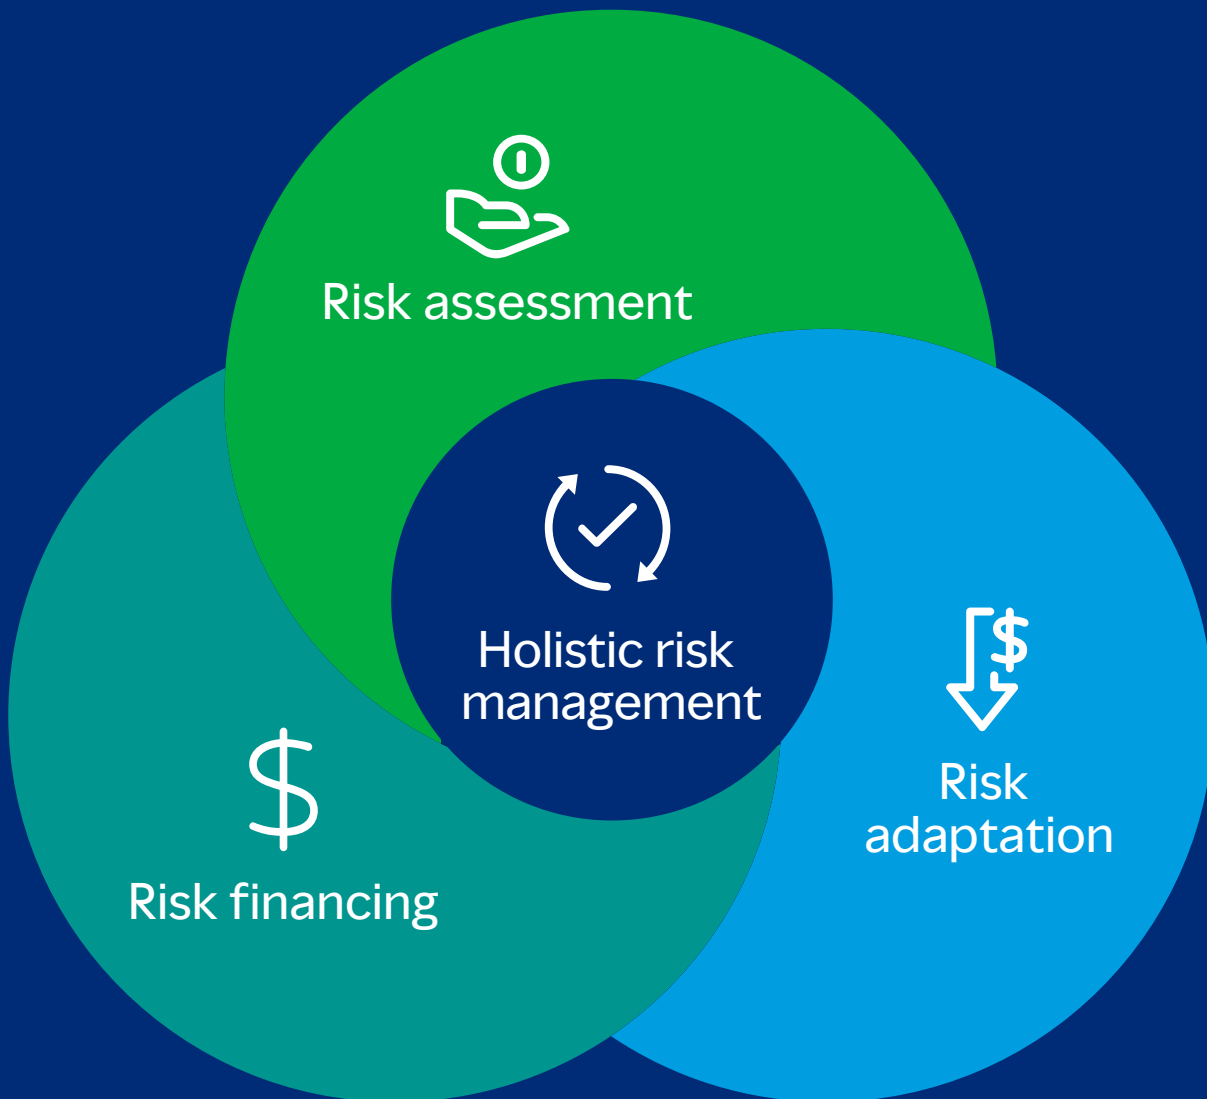 Risk assessment
Holistic risk
management
Risk
adaptation
Risk financing